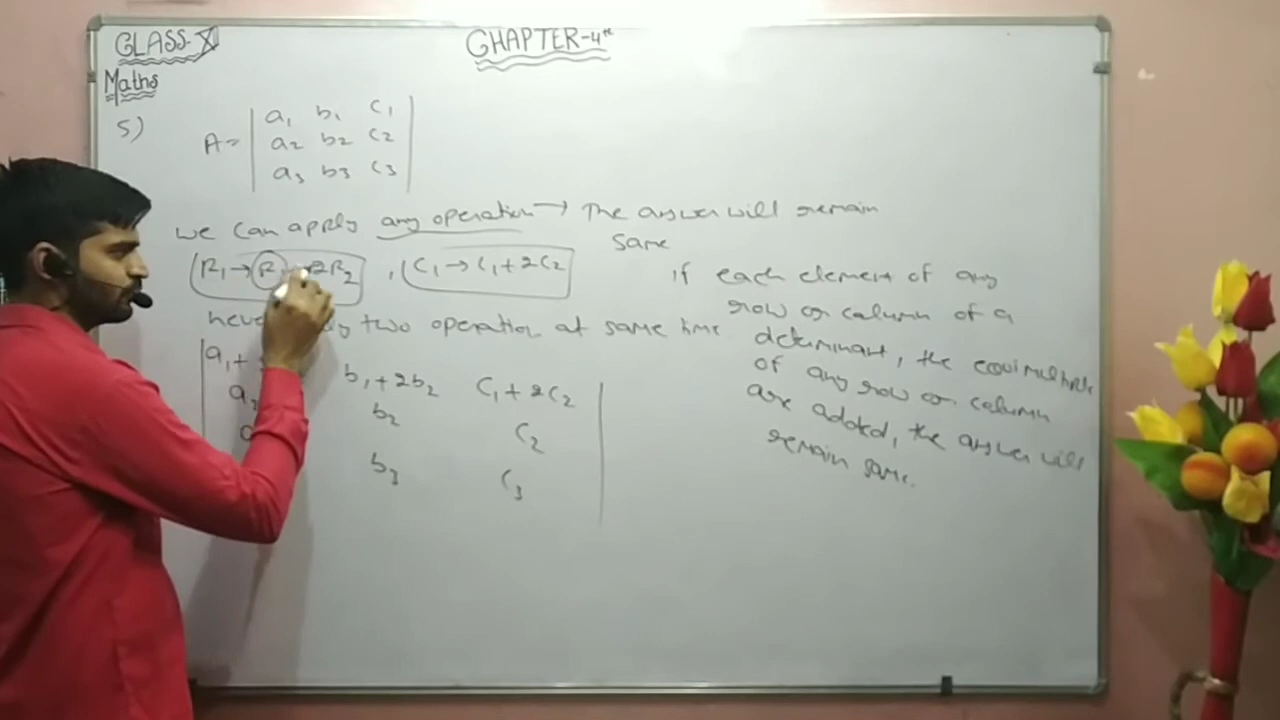 CLASS-X
CHAPTER-4th
Maths
5)
A =
a1 b1 c1
a2 b2 c2
a3 b3 c3
we can apply any operation → The answer will remain
same
R1 → R 2R2 , C1 → C1 + 2C2
two operation at same time
a1 + b1 + 2b2 C1 + 2C2
b2 C2
b3 C3
if each element of any
row or column of a
determinant, the equimultiple
of any row or column
are added, the answer will
remain same.